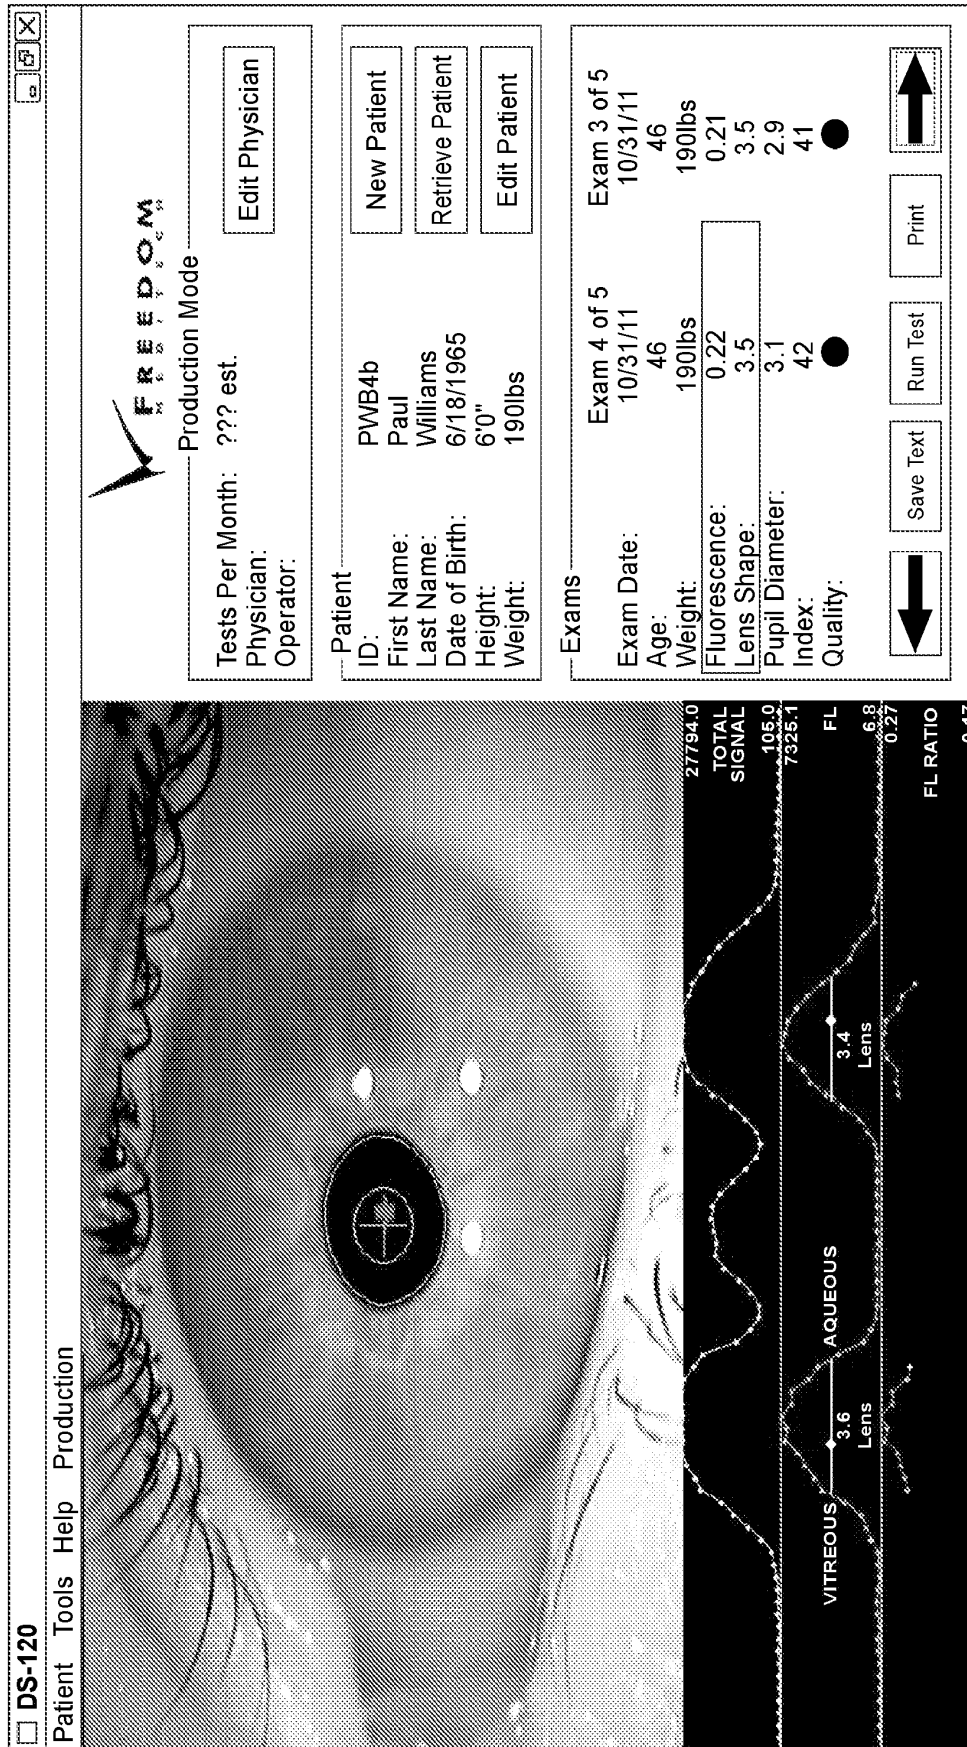 DS-120
Patient Tools Help Production
FREEDOM
Production Mode
Tests Per Month: ??? est.
Physician:
Operator:
Edit Physician
Patient
ID: PWB4b
First Name: Paul
Last Name: Williams
Date of Birth: 6/18/1965
Height: 6'0"
Weight: 190lbs
New Patient
Retrieve Patient
Edit Patient
Exams
Exam 4 of 5 Exam 3 of 5
Exam Date: 10/31/11 10/31/11
Age: 46 46
Weight: 190lbs 190lbs
Fluorescence: 0.22 0.21
Lens Shape: 3.5 3.5
Pupil Diameter: 3.1 2.9
Index: 42 41
Quality:
Save Text
Run Test
Print
27794.0
TOTAL
SIGNAL
105.0
7325.1
FL
6.8
0.27
FL RATIO
VITREOUS
3.6
Lens
AQUEOUS
3.4
Lens